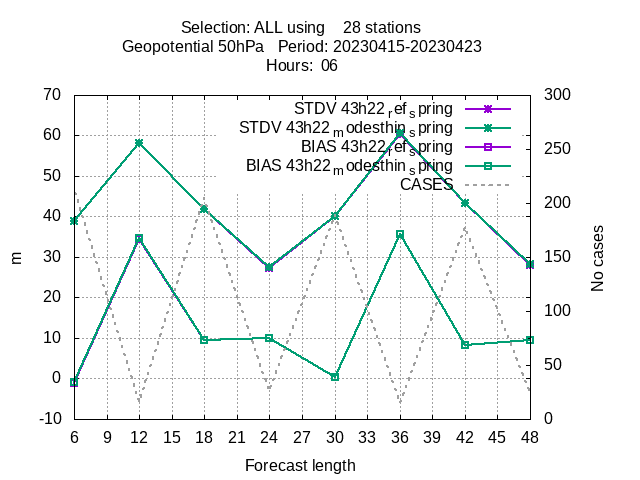 Selection: ALL using    28 stations
Geopotential 50hPa   Period: 20230415-20230423
Hours: 06
STDV 43h22_ref_spring
STDV 43h22_modesthin_spring
BIAS 43h22_ref_spring
BIAS 43h22_modesthin_spring
CASES
70
60
50
40
30
20
10
0
-10
m
300
250
200
150
100
50
0
No cases
6 9 12 15 18 21 24 27 30 33 36 39 42 45 48
Forecast length